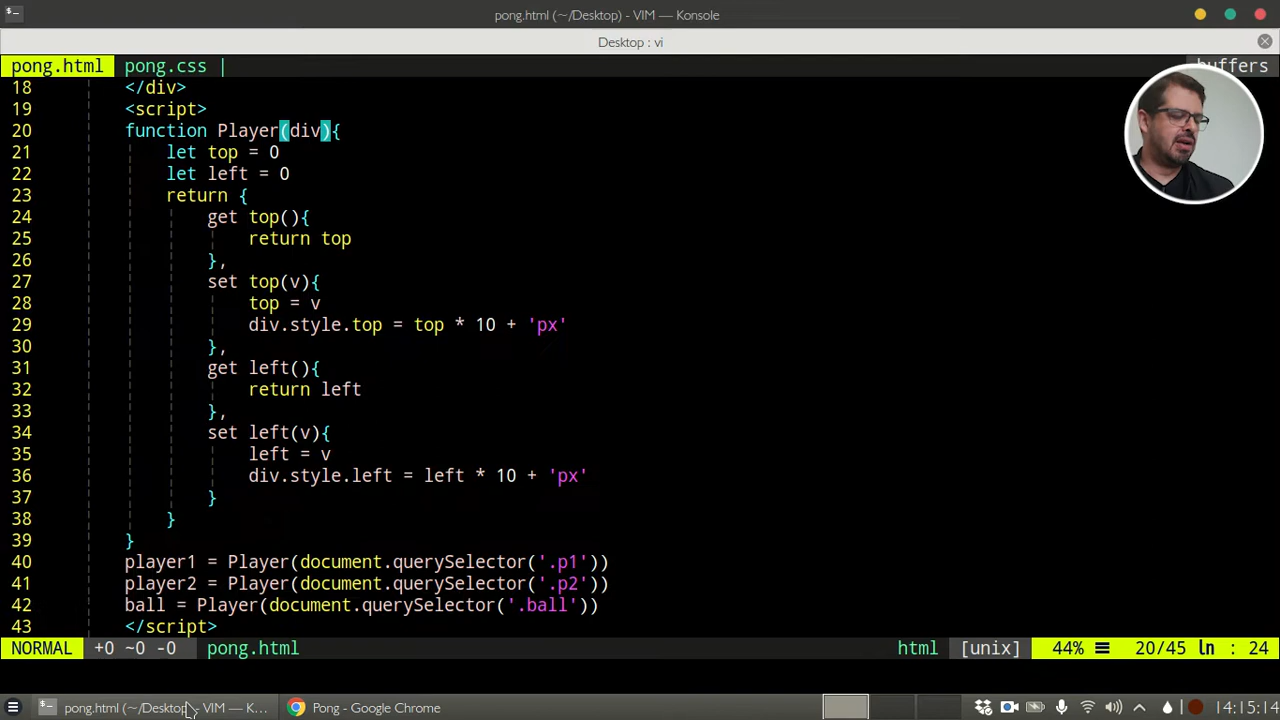 pong.html (~/Desktop) - VIM — Konsole
Desktop : vi
pong.html pong.css | buffers
18 </div>
19 <script>
20 function Player(div){
21 let top = 0
22 let left = 0
23 return {
24 get top(){
25 return top
26 },
27 set top(v){
28 top = v
29 div.style.top = top * 10 + 'px'
30 },
31 get left(){
32 return left
33 },
34 set left(v){
35 left = v
36 div.style.left = left * 10 + 'px'
37 }
38 }
39 }
40 player1 = Player(document.querySelector('.p1'))
41 player2 = Player(document.querySelector('.p2'))
42 ball = Player(document.querySelector('.ball'))
43 </script>
NORMAL +0 ~0 -0 pong.html html [unix] 44% ☰ 20/45 ln : 24
pong.html (~/Desktop) - VIM — K... Pong - Google Chrome 14:15:14